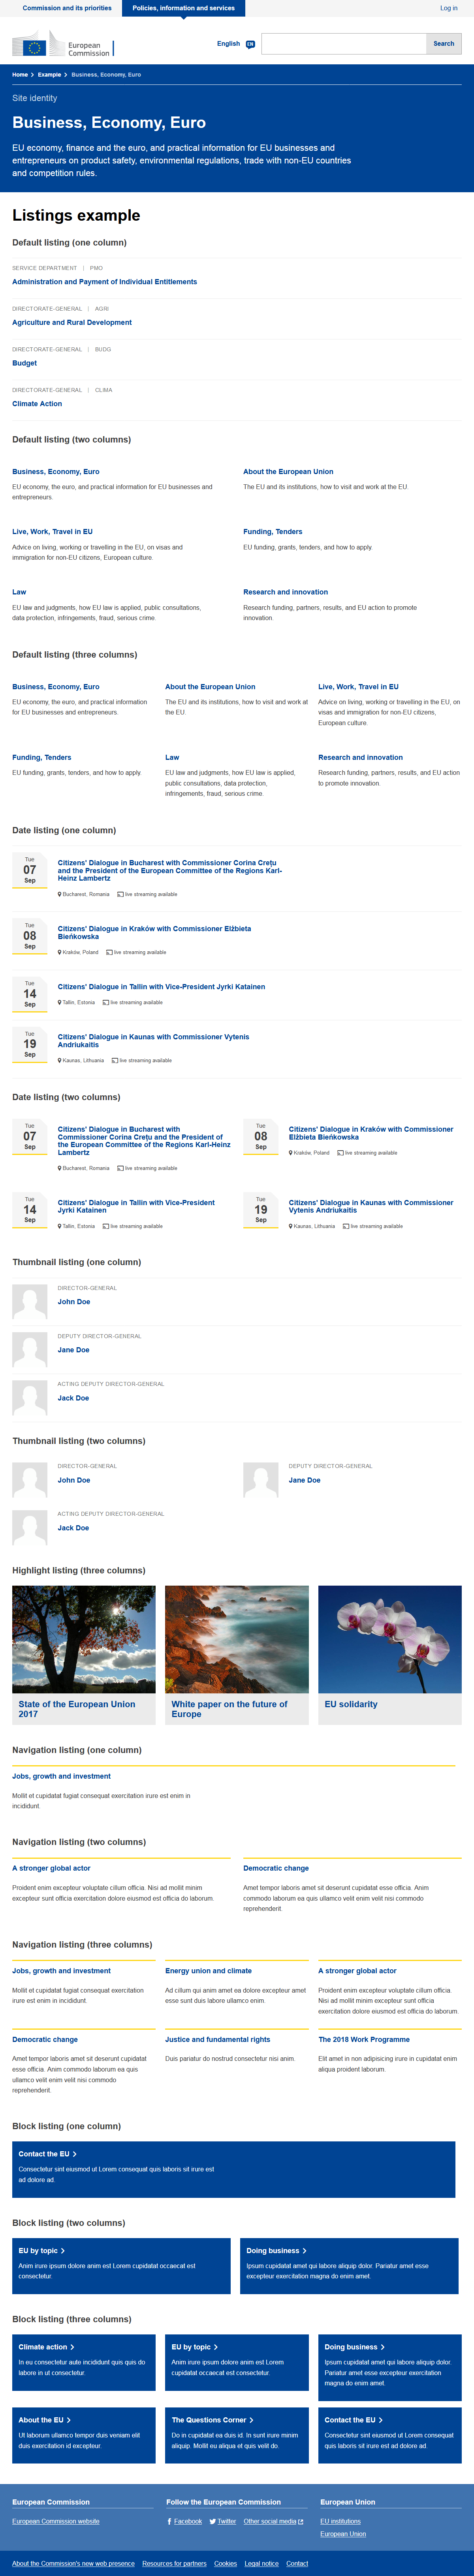 Commission and its priorities
Policies, information and services
Log in
European
Commission
English
EN
Search
Home
Example
Business, Economy, Euro
Site identity
Business, Economy, Euro
EU economy, finance and the euro, and practical information for EU businesses and
entrepreneurs on product safety, environmental regulations, trade with non-EU countries
and competition rules.
Listings example
Default listing (one column)
SERVICE DEPARTMENT | PMO
Administration and Payment of Individual Entitlements
DIRECTORATE-GENERAL | AGRI
Agriculture and Rural Development
DIRECTORATE-GENERAL | BUDG
Budget
DIRECTORATE-GENERAL | CLIMA
Climate Action
Default listing (two columns)
Business, Economy, Euro
EU economy, the euro, and practical information for EU businesses and
entrepreneurs.
About the European Union
The EU and its institutions, how to visit and work at the EU.
Live, Work, Travel in EU
Advice on living, working or travelling in the EU, on visas and
immigration for non-EU citizens, European culture.
Funding, Tenders
EU funding, grants, tenders, and how to apply.
Law
EU law and judgments, how EU law is applied, public consultations,
data protection, infringements, fraud, serious crime.
Research and innovation
Research funding, partners, results, and EU action to promote
innovation.
Default listing (three columns)
Business, Economy, Euro
EU economy, the euro, and practical information
for EU businesses and entrepreneurs.
About the European Union
The EU and its institutions, how to visit and work at
the EU.
Live, Work, Travel in EU
Advice on living, working or travelling in the EU, on
visas and immigration for non-EU citizens,
European culture.
Funding, Tenders
EU funding, grants, tenders, and how to apply.
Law
EU law and judgments, how EU law is applied,
public consultations, data protection,
infringements, fraud, serious crime.
Research and innovation
Research funding, partners, results, and EU action
to promote innovation.
Date listing (one column)
Tue
07
Sep
Citizens' Dialogue in Bucharest with Commissioner Corina Crețu
and the President of the European Committee of the Regions Karl-
Heinz Lambertz
Bucharest, Romania
live streaming available
Tue
08
Sep
Citizens' Dialogue in Kraków with Commissioner Elżbieta
Bieńkowska
Kraków, Poland
live streaming available
Tue
14
Sep
Citizens' Dialogue in Tallin with Vice-President Jyrki Katainen
Tallin, Estonia
live streaming available
Tue
19
Sep
Citizens' Dialogue in Kaunas with Commissioner Vytenis
Andriukaitis
Kaunas, Lithuania
live streaming available
Date listing (two columns)
Tue
07
Sep
Citizens' Dialogue in Bucharest with
Commissioner Corina Crețu and the President of
the European Committee of the Regions Karl-Heinz
Lambertz
Bucharest, Romania
live streaming available
Tue
08
Sep
Citizens' Dialogue in Kraków with Commissioner
Elżbieta Bieńkowska
Kraków, Poland
live streaming available
Tue
14
Sep
Citizens' Dialogue in Tallin with Vice-President
Jyrki Katainen
Tallin, Estonia
live streaming available
Tue
19
Sep
Citizens' Dialogue in Kaunas with Commissioner
Vytenis Andriukaitis
Kaunas, Lithuania
live streaming available
Thumbnail listing (one column)
DIRECTOR-GENERAL
John Doe
DEPUTY DIRECTOR-GENERAL
Jane Doe
ACTING DEPUTY DIRECTOR-GENERAL
Jack Doe
Thumbnail listing (two columns)
DIRECTOR-GENERAL
John Doe
DEPUTY DIRECTOR-GENERAL
Jane Doe
ACTING DEPUTY DIRECTOR-GENERAL
Jack Doe
Highlight listing (three columns)
State of the European Union
2017
White paper on the future of
Europe
EU solidarity
Navigation listing (one column)
Jobs, growth and investment
Mollit et cupidatat fugiat consequat exercitation irure est enim in
incididunt.
Navigation listing (two columns)
A stronger global actor
Proident enim excepteur voluptate cillum officia. Nisi ad mollit minim
excepteur sunt officia exercitation dolore eiusmod est officia do laborum.
Democratic change
Amet tempor laboris amet sit deserunt cupidatat esse officia. Anim
commodo laborum ea quis ullamco velit enim velit nisi commodo
reprehenderit.
Navigation listing (three columns)
Jobs, growth and investment
Mollit et cupidatat fugiat consequat exercitation
irure est enim in incididunt.
Energy union and climate
Ad cillum qui anim amet ea dolore excepteur amet
esse sunt duis labore ullamco enim.
A stronger global actor
Proident enim excepteur voluptate cillum officia.
Nisi ad mollit minim excepteur sunt officia
exercitation dolore eiusmod est officia do laborum.
Democratic change
Amet tempor laboris amet sit deserunt cupidatat
esse officia. Anim commodo laborum ea quis
ullamco velit enim velit nisi commodo
reprehenderit.
Justice and fundamental rights
Duis pariatur do nostrud consectetur nisi anim.
The 2018 Work Programme
Elit amet in non adipisicing irure in cupidatat enim
aliqua proident laborum.
Block listing (one column)
Contact the EU
Consectetur sint eiusmod ut Lorem consequat quis laboris sit irure est
ad dolore ad.
Block listing (two columns)
EU by topic
Anim irure ipsum dolore anim est Lorem cupidatat occaecat est
consectetur.
Doing business
Ipsum cupidatat amet qui labore aliquip dolor. Pariatur amet esse
excepteur exercitation magna do enim amet.
Block listing (three columns)
Climate action
In eu consectetur aute incididunt quis quis do
labore in ut consectetur.
EU by topic
Anim irure ipsum dolore anim est Lorem
cupidatat occaecat est consectetur.
Doing business
Ipsum cupidatat amet qui labore aliquip dolor.
Pariatur amet esse excepteur exercitation
magna do enim amet.
About the EU
Ut laborum ullamco tempor duis veniam elit
duis exercitation id excepteur.
The Questions Corner
Do in cupidatat ea duis id. In sunt irure minim
aliquip. Mollit eu aliqua et quis velit do.
Contact the EU
Consectetur sint eiusmod ut Lorem consequat
quis laboris sit irure est ad dolore ad.
European Commission
European Commission website
Follow the European Commission
Facebook
Twitter
Other social media
European Union
EU institutions
European Union
About the Commission's new web presence
Resources for partners
Cookies
Legal notice
Contact